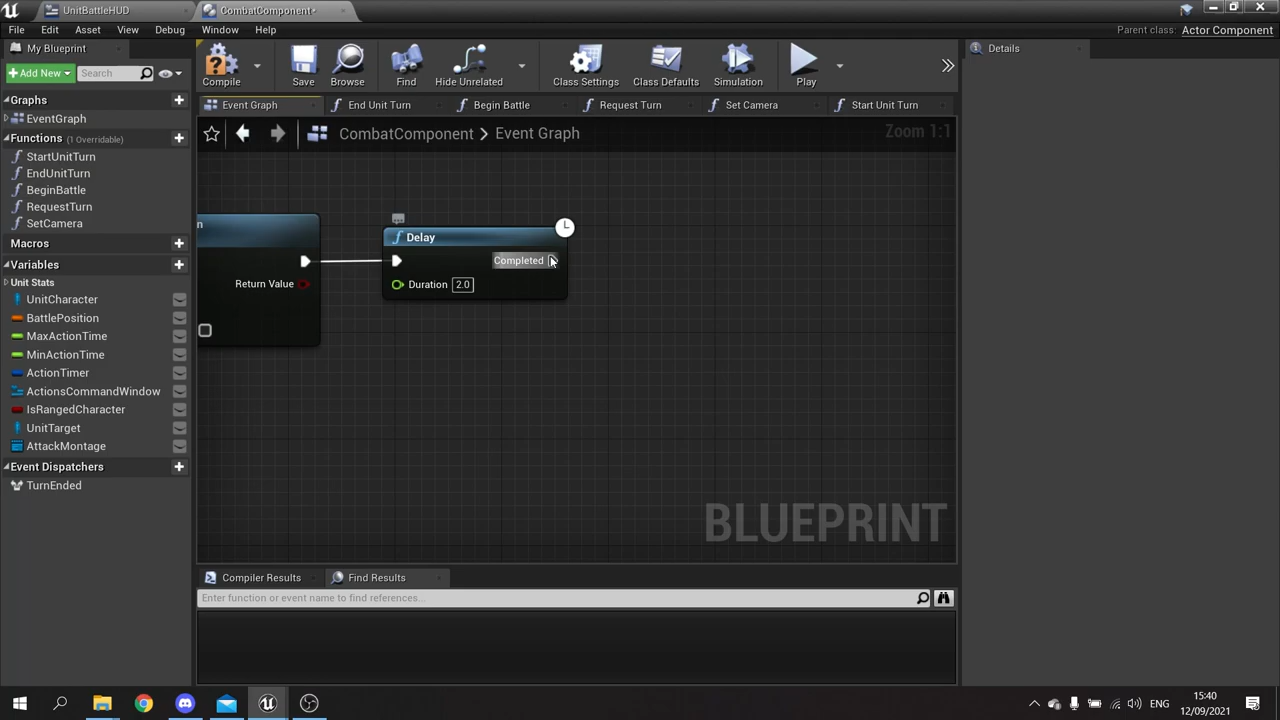 UnitBattleHUD
CombatComponent*
File Edit Asset View Debug Window Help
Parent class: Actor Component
My Blueprint
Add New
Search
Graphs
EventGraph
Functions (1 Overridable)
StartUnitTurn
EndUnitTurn
BeginBattle
RequestTurn
SetCamera
Macros
Variables
Unit Stats
UnitCharacter
BattlePosition
MaxActionTime
MinActionTime
ActionTimer
ActionsCommandWindow
IsRangedCharacter
UnitTarget
AttackMontage
Event Dispatchers
TurnEnded
Compile
Save
Browse
Find
Hide Unrelated
Class Settings
Class Defaults
Simulation
Play
Event Graph
End Unit Turn
Begin Battle
Request Turn
Set Camera
Start Unit Turn
CombatComponent > Event Graph
Zoom 1:1
n
Return Value
Delay
Completed
Duration 2.0
BLUEPRINT
Compiler Results
Find Results
Enter function or event name to find references...
Details
ENG
15:40
12/09/2021